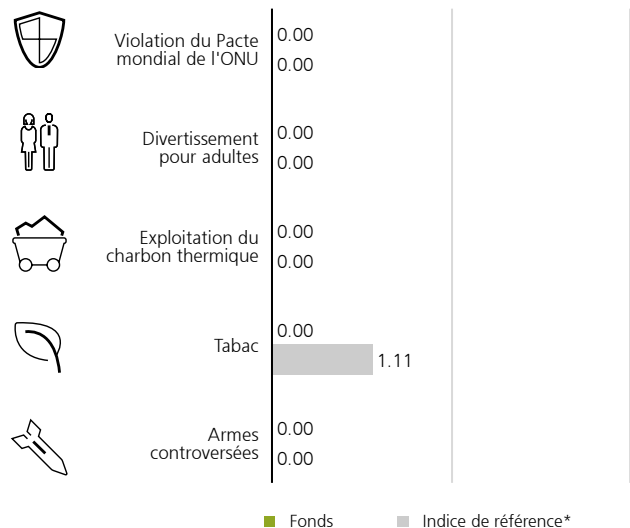 Violation du Pacte
mondial de l'ONU
0.00
0.00
Divertissement
pour adultes
0.00
0.00
Exploitation du
charbon thermique
0.00
0.00
Tabac
0.00
1.11
Armes
controversées
0.00
0.00
Fonds
Indice de référence*